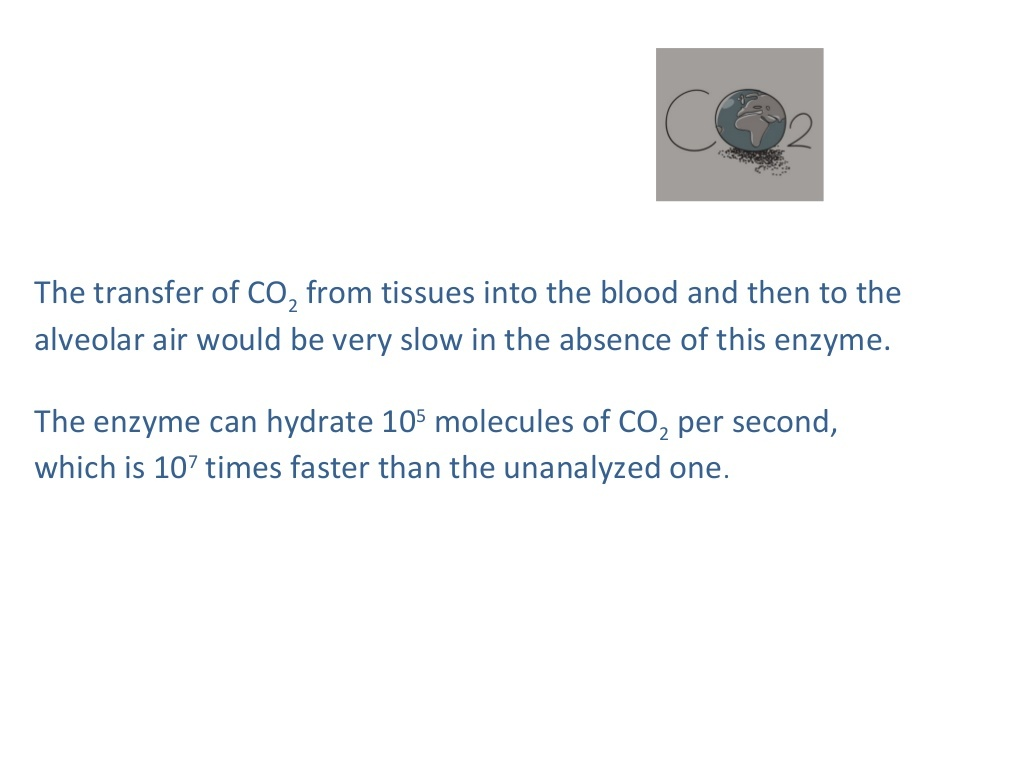 CO2
The transfer of CO₂ from tissues into the blood and then to the
alveolar air would be very slow in the absence of this enzyme.
The enzyme can hydrate 10⁵ molecules of CO₂ per second,
which is 10⁷ times faster than the unanalyzed one.